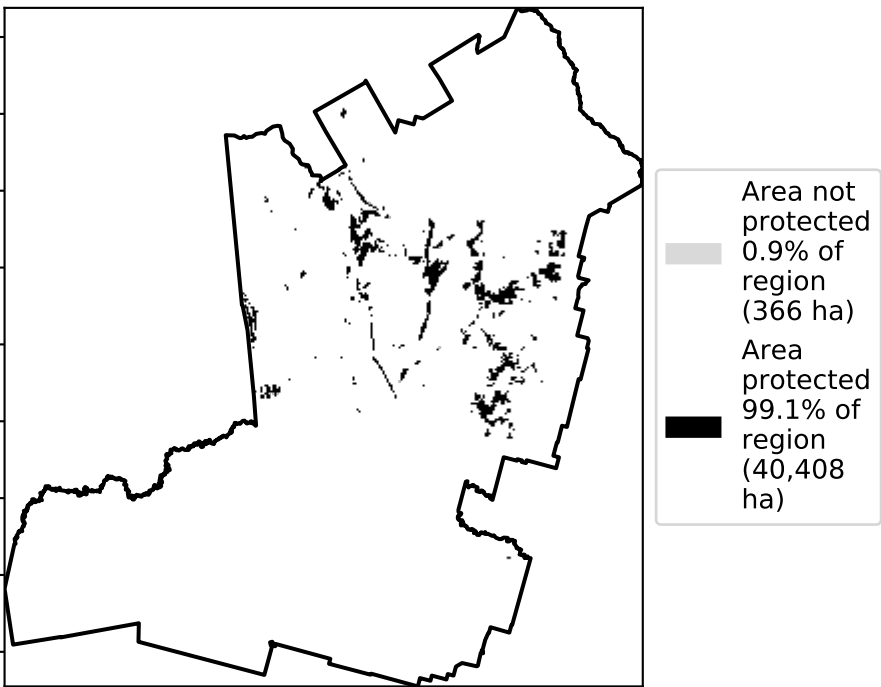 Area not
protected
0.9% of
region
(366 ha)
Area
protected
99.1% of
region
(40,408
ha)